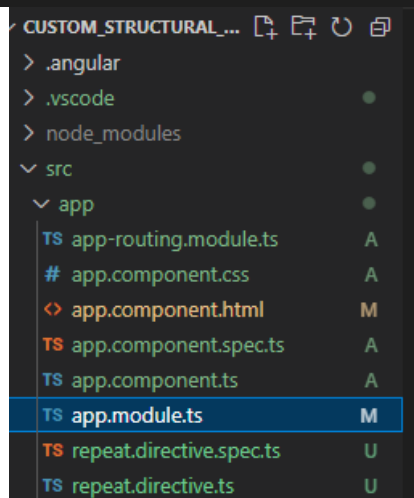 CUSTOM_STRUCTURAL_...
.angular
.vscode
node_modules
src
app
TS app-routing.module.ts A
# app.component.css A
<> app.component.html M
TS app.component.spec.ts A
TS app.component.ts A
TS app.module.ts M
TS repeat.directive.spec.ts U
TS repeat.directive.ts U